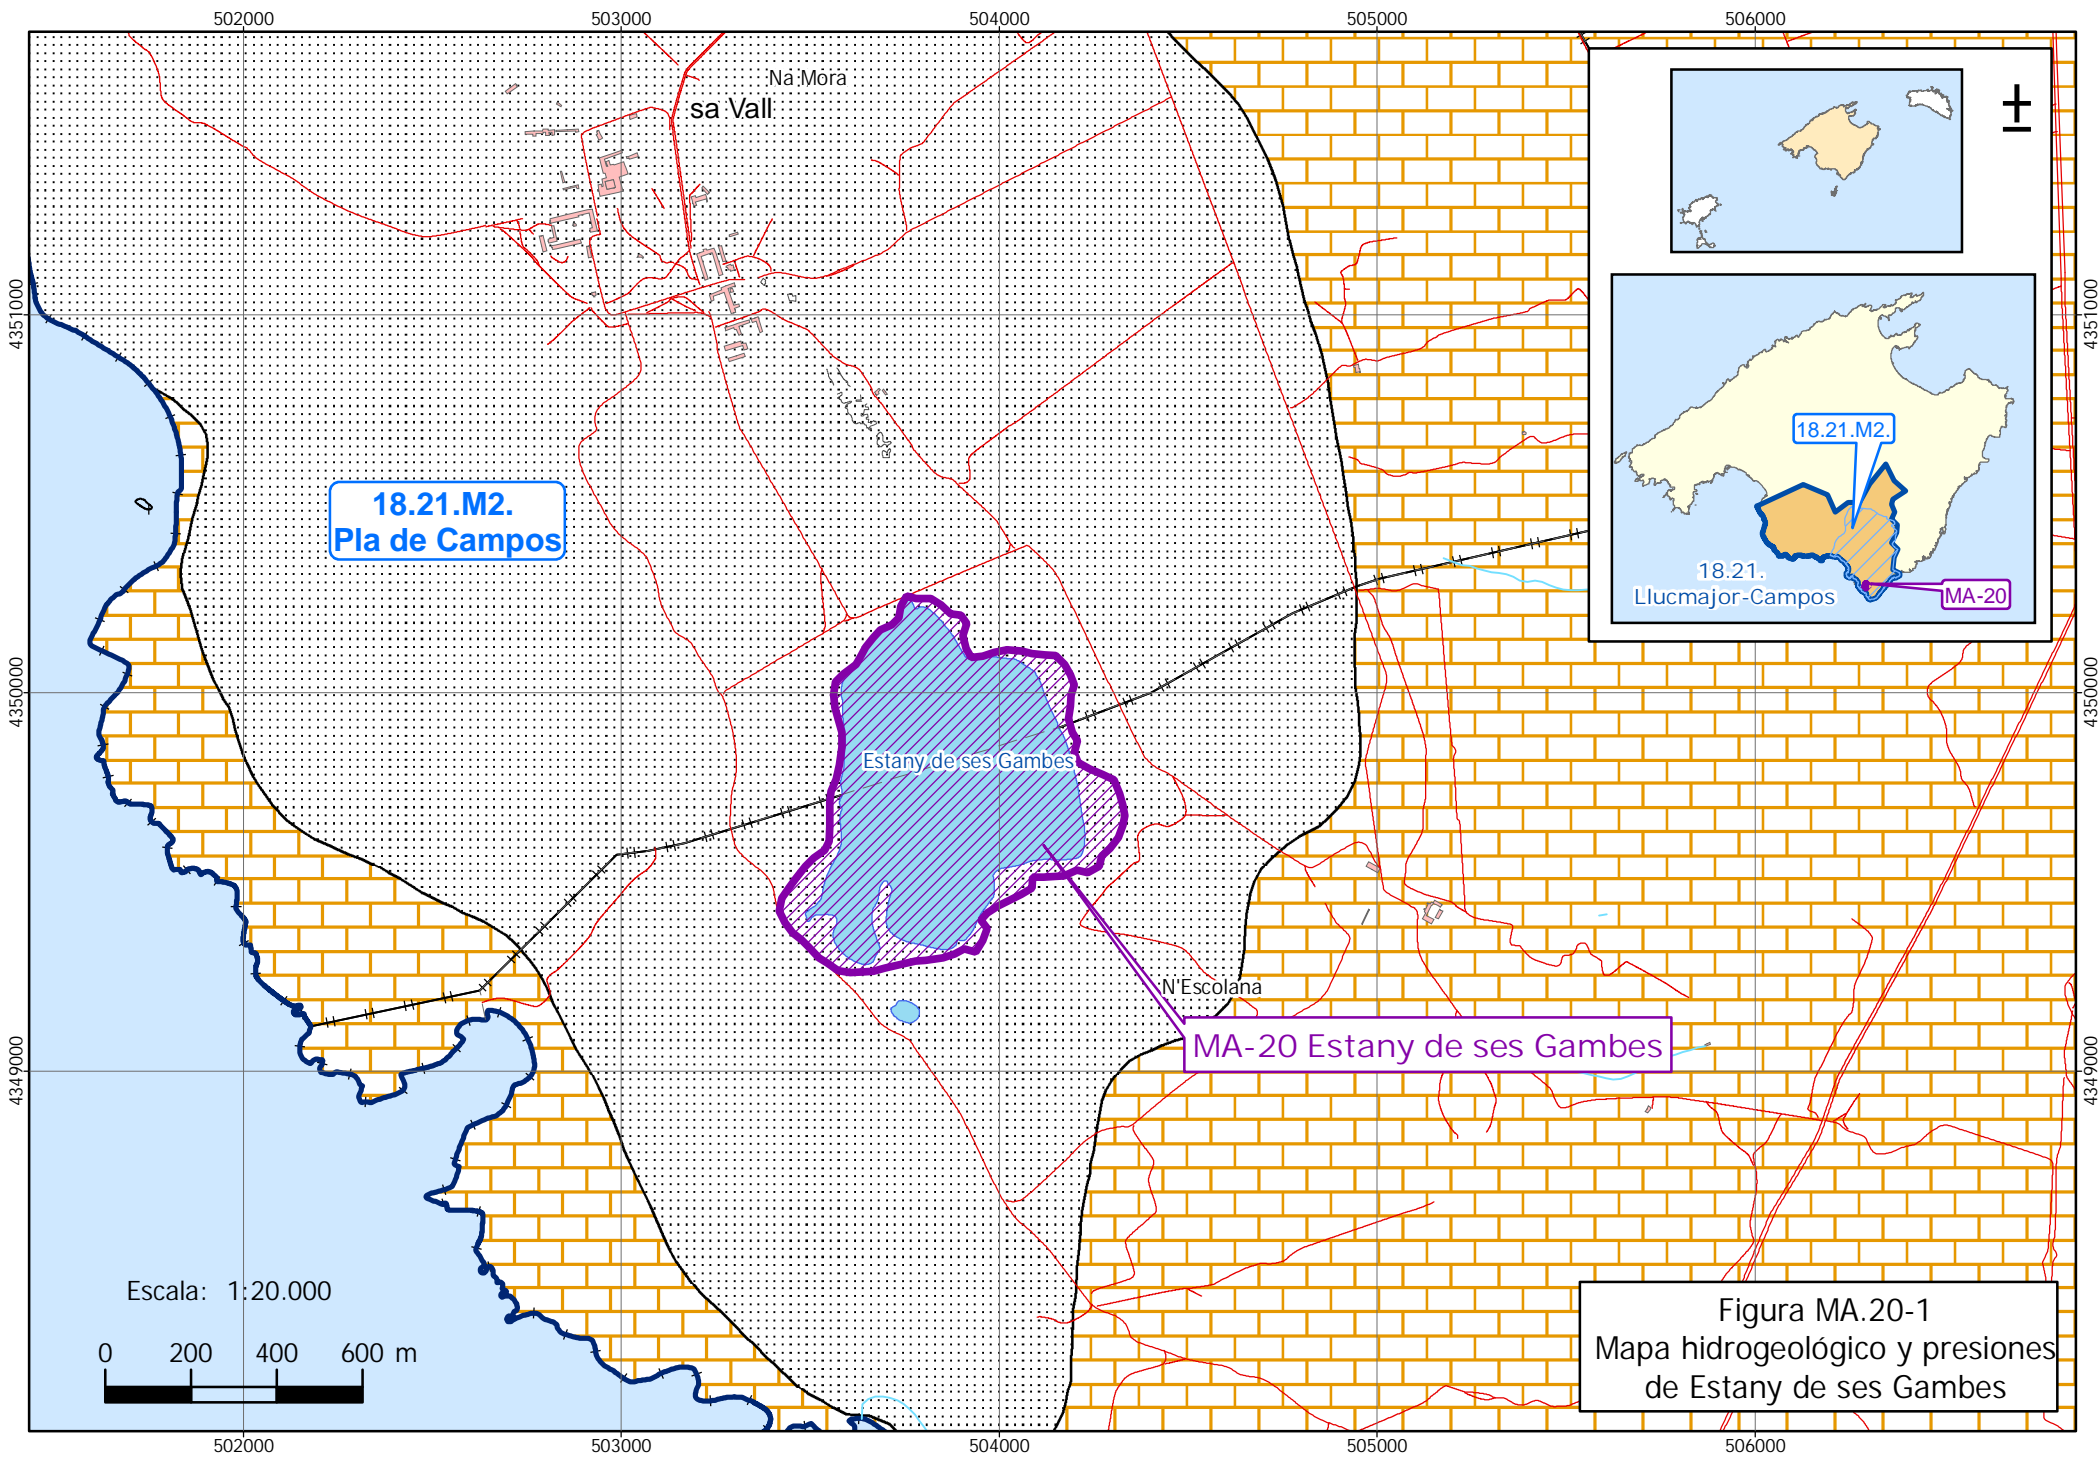 502000
503000
504000
505000
506000
Na Mora
sa Vall
±
4351000
4351000
18.21.M2.
18.21.M2.
Pla de Campos
18.21.
Llucmajor-Campos
MA-20
4350000
4350000
Estany de ses Gambes
N'Escolana
MA-20 Estany de ses Gambes
4349000
4349000
Escala: 1:20.000
0 200 400 600 m
Figura MA.20-1
Mapa hidrogeológico y presiones
de Estany de ses Gambes
502000
503000
504000
505000
506000